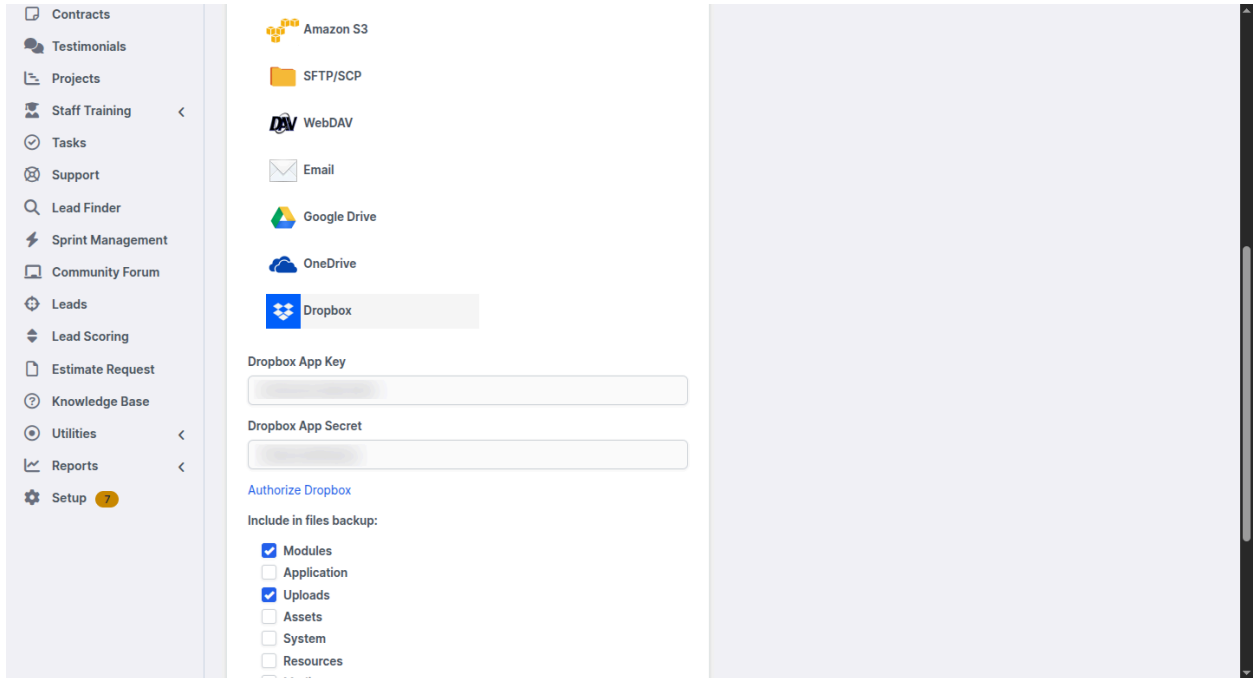 Contracts
Testimonials
Projects
Staff Training
Tasks
Support
Lead Finder
Sprint Management
Community Forum
Leads
Lead Scoring
Estimate Request
Knowledge Base
Utilities
Reports
Setup 7
Amazon S3
SFTP/SCP
DAV WebDAV
Email
Google Drive
OneDrive
Dropbox
Dropbox App Key
Dropbox App Secret
Authorize Dropbox
Include in files backup:
Modules
Application
Uploads
Assets
System
Resources